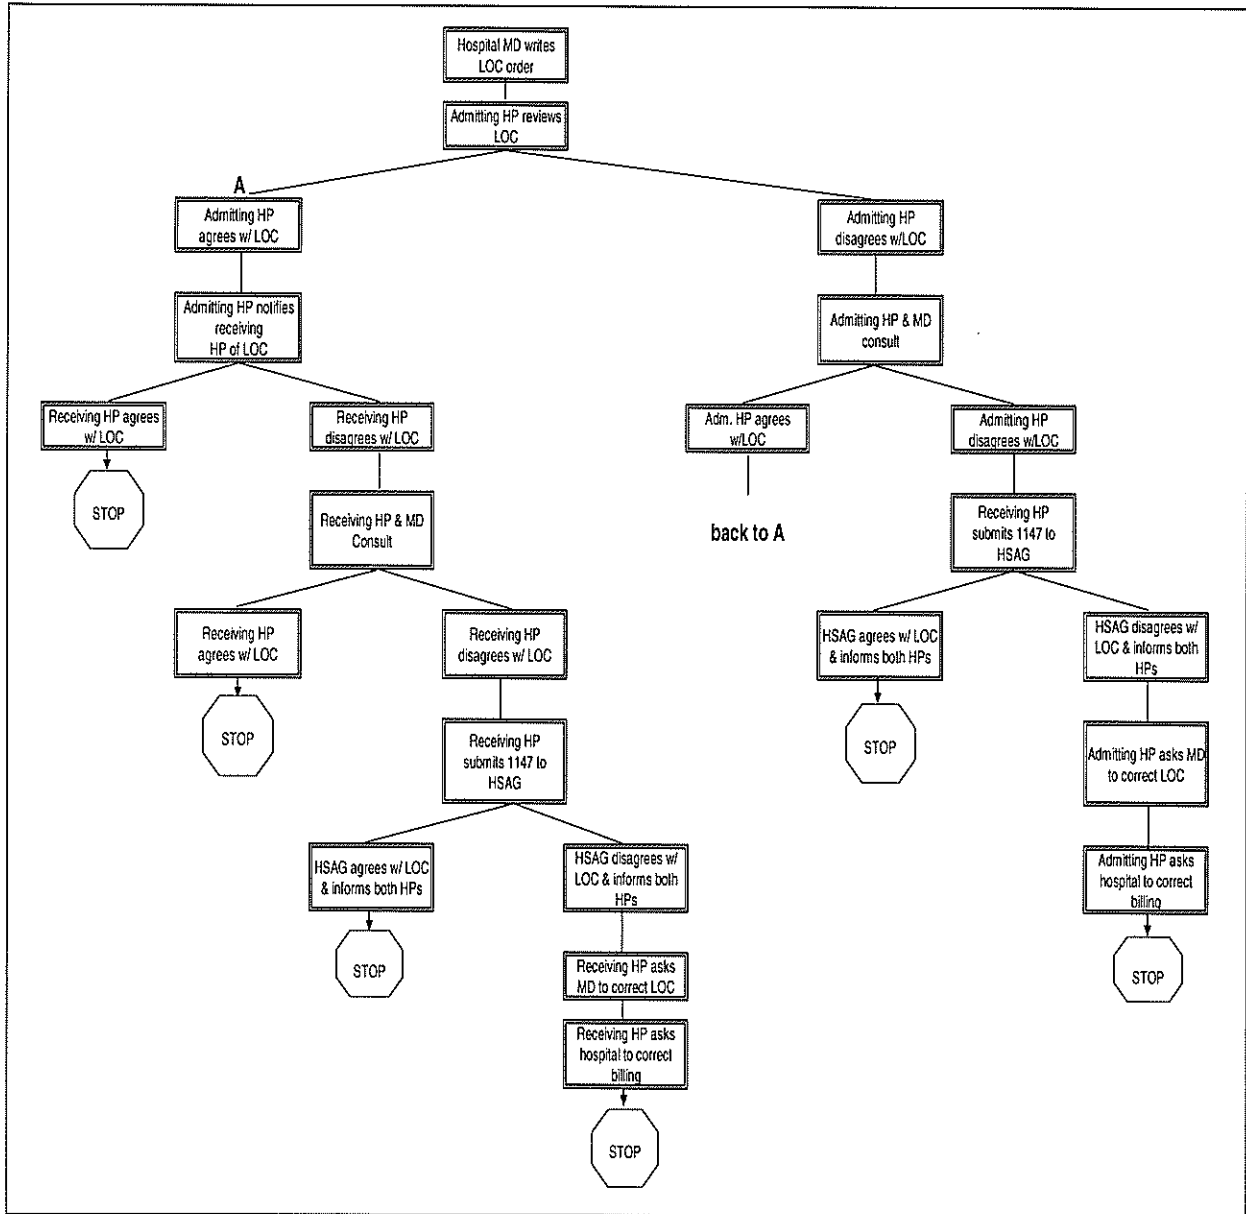 Hospital MD writes
LOC order
Admitting HP reviews
LOC
A
Admitting HP
agrees w/ LOC
Admitting HP
disagrees w/LOC
Admitting HP notifies
receiving
HP of LOC
Admitting HP & MD
consult
Receiving HP agrees
w/ LOC
Receiving HP
disagrees w/ LOC
Adm. HP agrees
w/LOC
Admitting HP
disagrees w/LOC
STOP
Receiving HP & MD
Consult
back to A
Receiving HP
submits 1147 to
HSAG
Receiving HP
agrees w/ LOC
Receiving HP
disagrees w/ LOC
HSAG agrees w/ LOC
& informs both HPs
HSAG disagrees w/
LOC & informs both
HPs
STOP
Receiving HP
submits 1147 to
HSAG
STOP
Admitting HP asks MD
to correct LOC
HSAG agrees w/ LOC
& informs both HPs
HSAG disagrees w/
LOC & informs both
HPs
Admitting HP asks
hospital to correct
billing
STOP
Receiving HP asks
MD to correct LOC
STOP
Receiving HP asks
hospital to correct
billing
STOP